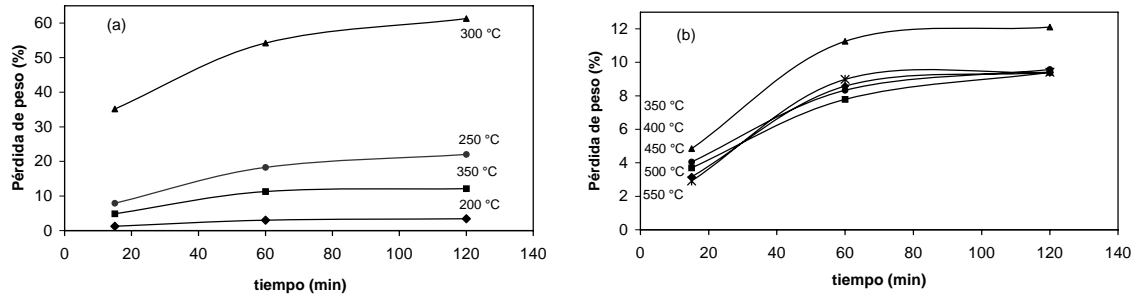 (a)
Pérdida de peso (%)
60
50
40
30
20
10
0
300 °C
250 °C
350 °C
200 °C
0 20 40 60 80 100 120 140
tiempo (min)
(b)
Pérdida de peso (%)
12
10
8
6
4
2
0
350 °C
400 °C
450 °C
500 °C
550 °C
0 20 40 60 80 100 120 140
tiempo (min)